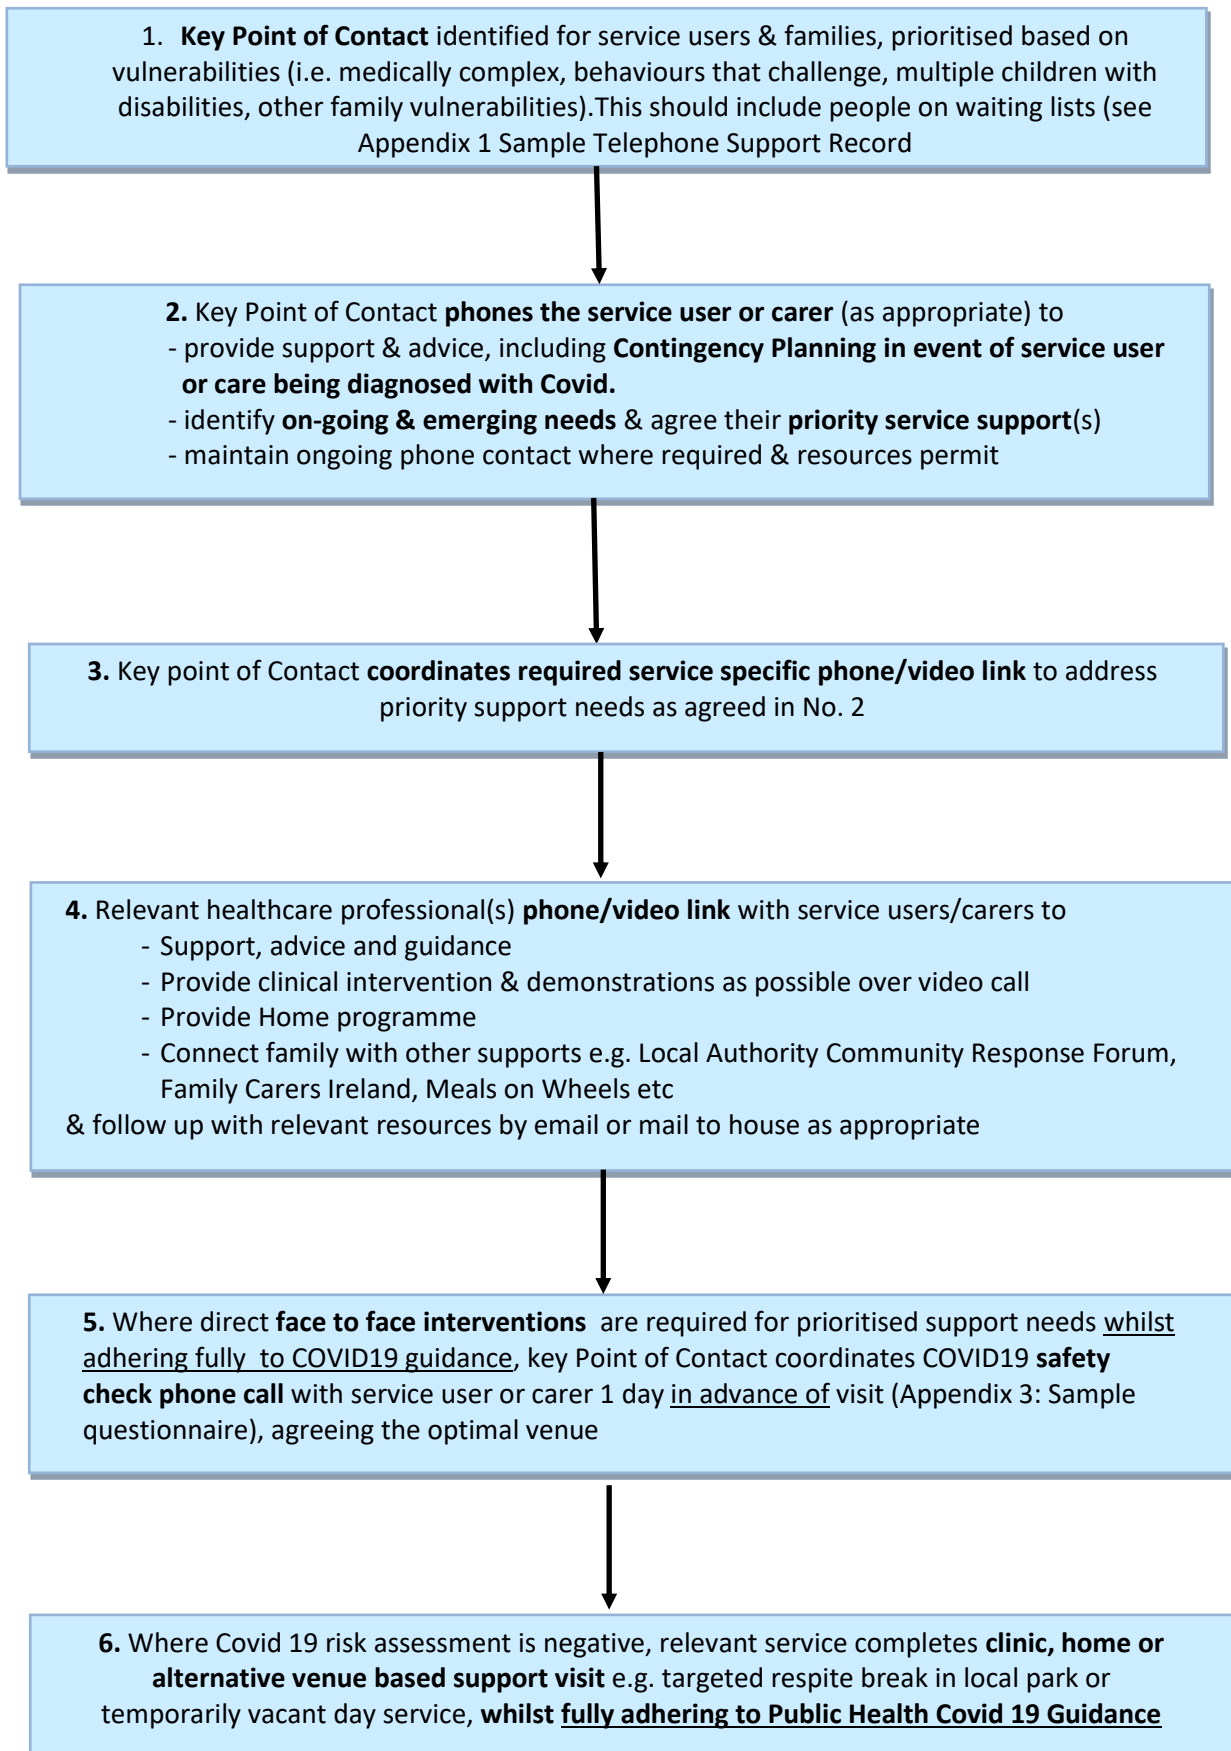 1. Key Point of Contact identified for service users & families, prioritised based on
vulnerabilities (i.e. medically complex, behaviours that challenge, multiple children with
disabilities, other family vulnerabilities).This should include people on waiting lists (see
Appendix 1 Sample Telephone Support Record
2. Key Point of Contact phones the service user or carer (as appropriate) to
- provide support & advice, including Contingency Planning in event of service user
or care being diagnosed with Covid.
- identify on-going & emerging needs & agree their priority service support(s)
- maintain ongoing phone contact where required & resources permit
3. Key point of Contact coordinates required service specific phone/video link to address
priority support needs as agreed in No. 2
4. Relevant healthcare professional(s) phone/video link with service users/carers to
- Support, advice and guidance
- Provide clinical intervention & demonstrations as possible over video call
- Provide Home programme
- Connect family with other supports e.g. Local Authority Community Response Forum,
Family Carers Ireland, Meals on Wheels etc
& follow up with relevant resources by email or mail to house as appropriate
5. Where direct face to face interventions are required for prioritised support needs whilst
adhering fully to COVID19 guidance, key Point of Contact coordinates COVID19 safety
check phone call with service user or carer 1 day in advance of visit (Appendix 3: Sample
questionnaire), agreeing the optimal venue
6. Where Covid 19 risk assessment is negative, relevant service completes clinic, home or
alternative venue based support visit e.g. targeted respite break in local park or
temporarily vacant day service, whilst fully adhering to Public Health Covid 19 Guidance